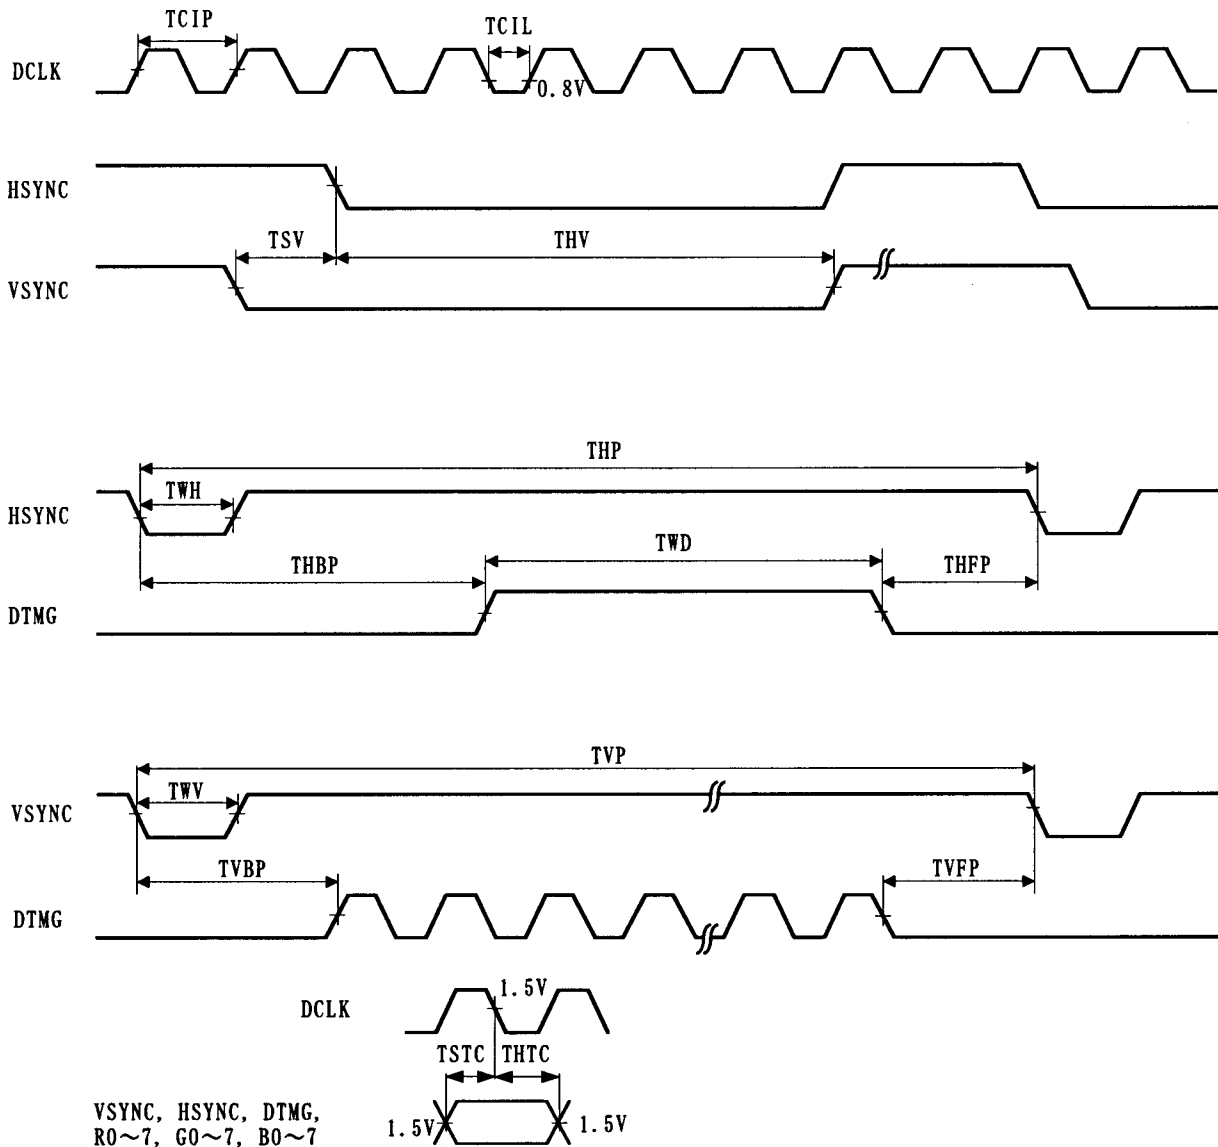 TCIP
TCIL
DCLK
0.8V
HSYNC
TSV
THV
VSYNC
THP
TWH
HSYNC
TWD
THBP
THFP
DTMG
TVP
TWV
VSYNC
TVBP
TVFP
DTMG
1.5V
DCLK
TSTC
THTC
VSYNC, HSYNC, DTMG,
1.5V
1.5V
R0～7, G0～7, B0～7